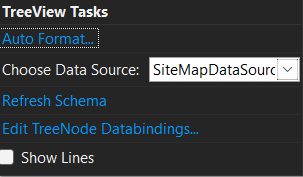 TreeView Tasks
Auto Format...
Choose Data Source: SiteMapDataSourc
Refresh Schema
Edit TreeNode Databindings...
Show Lines